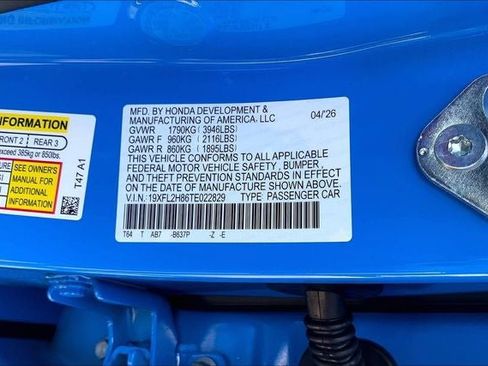 INFORMATION
FRONT 2 REAR 3
exceed 385kg or 850lbs.
SEE OWNER'S
MANUAL FOR
ADDITIONAL
INFORMATION
T47 A1
MFD. BY HONDA DEVELOPMENT &
MANUFACTURING OF AMERICA, LLC 04/'26
GVWR 1790KG (3946LBS)
GAWR F 960KG (2116LBS)
GAWR R 860KG (1895LBS)
THIS VEHICLE CONFORMS TO ALL APPLICABLE
FEDERAL MOTOR VEHICLE SAFETY, BUMPER,
AND THEFT PREVENTION STANDARDS IN EFFECT
ON THE DATE OF MANUFACTURE SHOWN ABOVE.
V.I.N.:19XFL2H86TE022829 TYPE: PASSENGER CAR
T64 T AB7 -B637P -Z -E